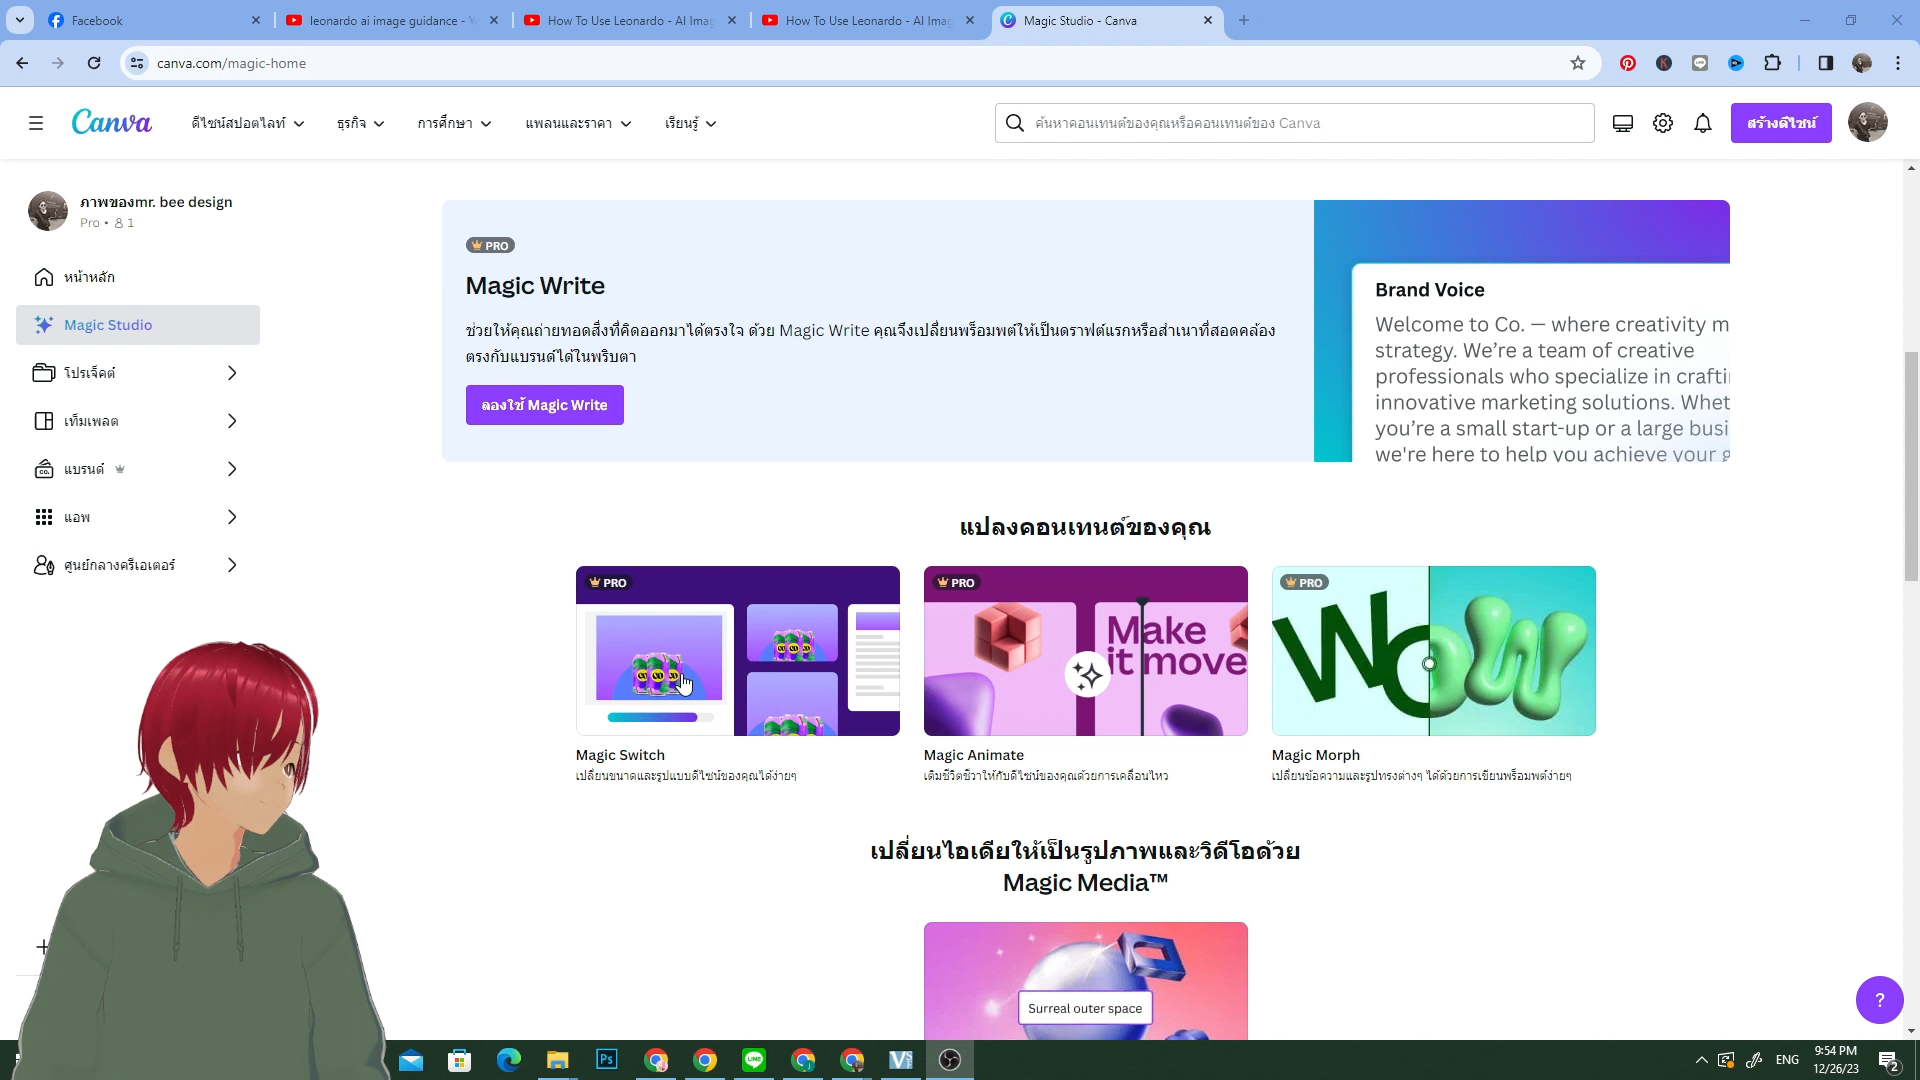 Facebook
leonardo ai image guidance - Y
How To Use Leonardo - AI Imag
How To Use Leonardo - AI Imag
Magic Studio - Canva
canva.com/magic-home
Canva
ดีไซน์สปอตไลท์
ธุรกิจ
การศึกษา
แพลนและราคา
เรียนรู้
ค้นหาคอนเทนต์ของคุณหรือคอนเทนต์ของ Canva
สร้างดีไซน์
ภาพของmr. bee design
Pro • 1
หน้าหลัก
Magic Studio
โปรเจ็คต์
เท็มเพลต
แบรนด์
แอพ
ศูนย์กลางครีเอเตอร์
PRO
Magic Write
ช่วยให้คุณถ่ายทอดสิ่งที่คิดออกมาได้ตรงใจ ด้วย Magic Write คุณจึงเปลี่ยนพร็อมพต์ให้เป็นดราฟต์แรกหรือสำเนาที่สอดคล้อง
ตรงกับแบรนด์ได้ในพริบตา
ลองใช้ Magic Write
Brand Voice
Welcome to Co. — where creativity m
strategy. We're a team of creative
professionals who specialize in crafti
innovative marketing solutions. Whet
you're a small start-up or a large busi
we're here to help you achieve your g
แปลงคอนเทนต์ของคุณ
PRO
PRO
Make
it move
PRO
WOW
Magic Switch
เปลี่ยนขนาดและรูปแบบดีไซน์ของคุณได้ง่ายๆ
Magic Animate
เติมชีวิตชีวาให้กับดีไซน์ของคุณด้วยการเคลื่อนไหว
Magic Morph
เปลี่ยนข้อความและรูปทรงต่างๆ ได้ด้วยการเขียนพร็อมพต์ง่ายๆ
เปลี่ยนไอเดียให้เป็นรูปภาพและวิดีโอด้วย
Magic Media™
Surreal outer space
?
Ps
LINE
ENG
9:54 PM
12/26/23
2